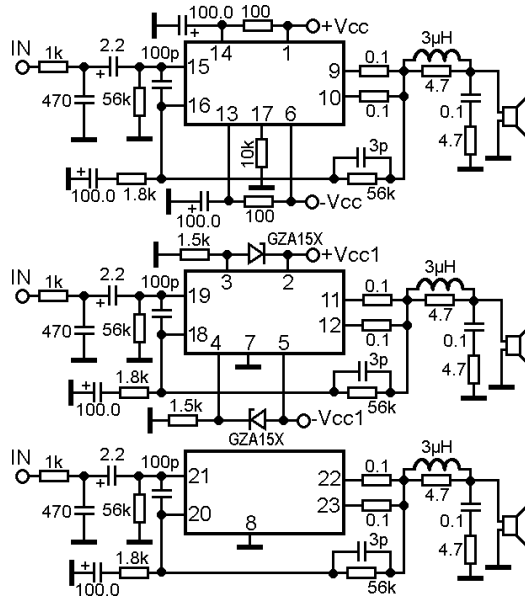 100.0 100 +Vcc
IN 1k 2.2 100p 14 1 0.1 3µH
15 9 4.7
470 56k 16 10 0.1 0.1
13 17 6
10k 3p 4.7
100.0 1.8k 56k
100.0 100 -Vcc
1.5k GZA15X +Vcc1
IN 1k 2.2 100p 3 2 0.1 3µH
19 11 4.7
470 56k 18 12 0.1 0.1
4 7 5
3p 4.7
100.0 1.8k 56k
1.5k -Vcc1
GZA15X
IN 1k 2.2 100p 0.1 3µH
21 22 4.7
470 56k 20 23 0.1 0.1
8
3p 4.7
100.0 1.8k 56k